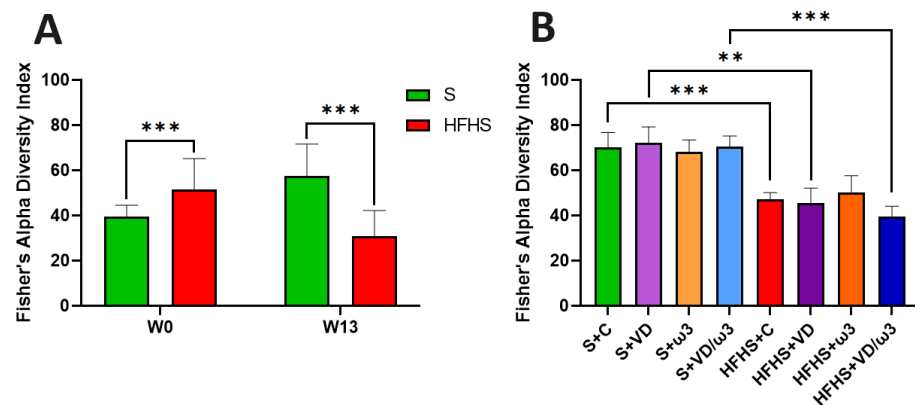 A
Fisher's Alpha Diversity Index
100
80
60
40
20
0
***
***
W0
W13
S
HFHS
B
Fisher's Alpha Diversity Index
100
80
60
40
20
0
***
**
***
S+C
S+VD
S+ω3
S+VD/ω3
HFHS+C
HFHS+VD
HFHS+ω3
HFHS+VD/ω3